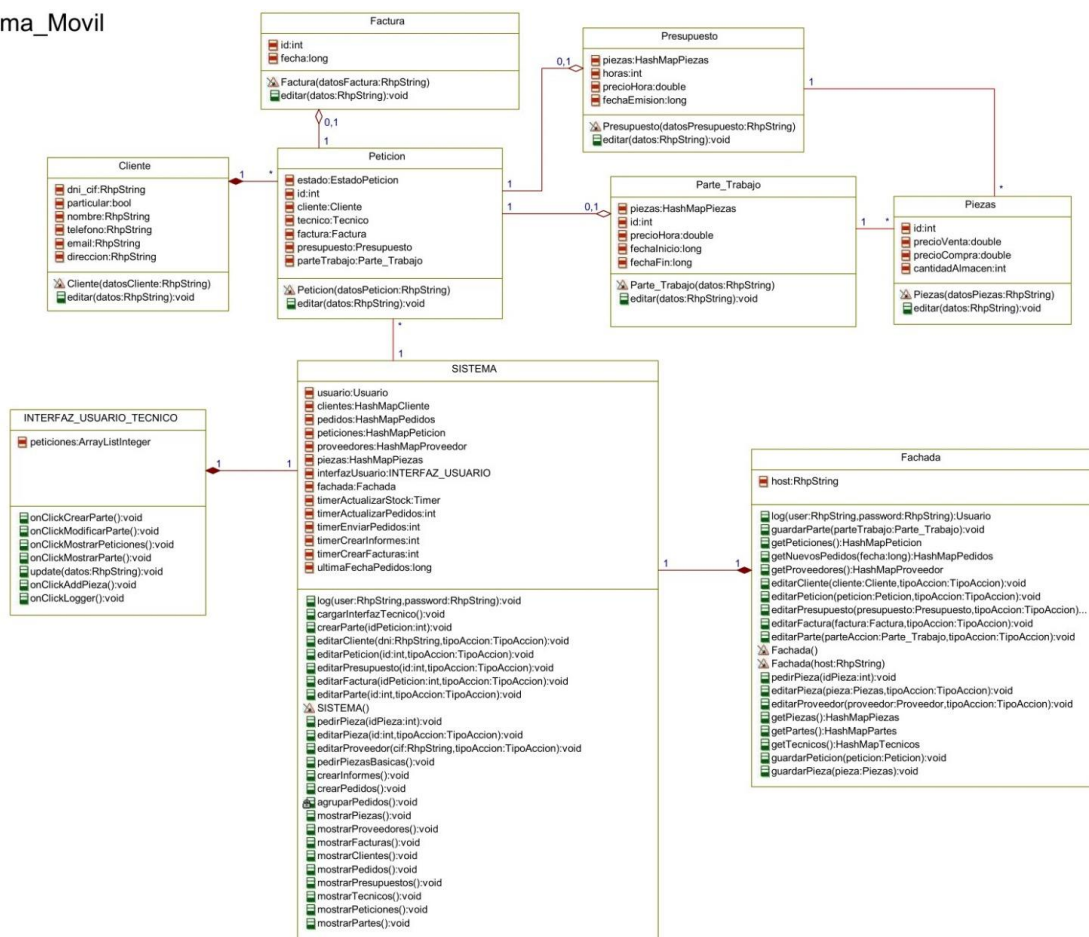 ma_Movil
Factura
id:int
fecha:long
Factura(datosFactura:RhpString)
editar(datos:RhpString):void
0,1
1
Presupuesto
piezas:HashMapPiezas
horas:int
precioHora:double
fechaEmision:long
Presupuesto(datosPresupuesto:RhpString)
editar(datos:RhpString):void
0,1
1
1
*
Cliente
dni_cif:RhpString
particular:bool
nombre:RhpString
telefono:RhpString
email:RhpString
direccion:RhpString
Cliente(datosCliente:RhpString)
editar(datos:RhpString):void
1
*
Peticion
estado:EstadoPeticion
id:int
cliente:Cliente
tecnico:Tecnico
factura:Factura
presupuesto:Presupuesto
parteTrabajo:Parte_Trabajo
Peticion(datosPeticion:RhpString)
editar(datos:RhpString):void
1
0,1
Parte_Trabajo
piezas:HashMapPiezas
id:int
precioHora:double
fechaInicio:long
fechaFin:long
Parte_Trabajo(datos:RhpString)
editar(datos:RhpString):void
1
*
Piezas
id:int
precioVenta:double
precioCompra:double
cantidadAlmacen:int
Piezas(datosPiezas:RhpString)
editar(datos:RhpString):void
*
1
INTERFAZ_USUARIO_TECNICO
peticiones:ArrayListInteger
onClickCrearParte():void
onClickModificarParte():void
onClickMostrarPeticiones():void
onClickMostrarParte():void
update(datos:RhpString):void
onClickAddPieza():void
onClickLogger():void
1
1
SISTEMA
usuario:Usuario
clientes:HashMapCliente
pedidos:HashMapPedidos
peticiones:HashMapPeticion
proveedores:HashMapProveedor
piezas:HashMapPiezas
interfazUsuario:INTERFAZ_USUARIO
fachada:Fachada
timerActualizarStock:Timer
timerActualizarPedidos:int
timerEnviarPedidos:int
timerCrearInformes:int
timerCrearFacturas:int
ultimaFechaPedidos:long
log(user:RhpString,password:RhpString):void
cargarInterfazTecnico():void
crearParte(idPeticion:int):void
editarCliente(dni:RhpString,tipoAccion:TipoAccion):void
editarPeticion(id:int,tipoAccion:TipoAccion):void
editarPresupuesto(id:int,tipoAccion:TipoAccion):void
editarFactura(idPeticion:int,tipoAccion:TipoAccion):void
editarParte(id:int,tipoAccion:TipoAccion):void
SISTEMA()
pedirPieza(idPieza:int):void
editarPieza(id:int,tipoAccion:TipoAccion):void
editarProveedor(cif:RhpString,tipoAccion:TipoAccion):void
pedirPiezasBasicas():void
crearInformes():void
crearPedidos():void
agruparPedidos():void
mostrarPiezas():void
mostrarProveedores():void
mostrarFacturas():void
mostrarClientes():void
mostrarPedidos():void
mostrarPresupuestos():void
mostrarTecnicos():void
mostrarPeticiones():void
mostrarPartes():void
1
1
Fachada
host:RhpString
log(user:RhpString,password:RhpString):Usuario
guardarParte(parteTrabajo:Parte_Trabajo):void
getPeticiones():HashMapPeticion
getNuevosPedidos(fecha:long):HashMapPedidos
getProveedores():HashMapProveedor
editarCliente(cliente:Cliente,tipoAccion:TipoAccion):void
editarPeticion(peticion:Peticion,tipoAccion:TipoAccion):void
editarPresupuesto(presupuesto:Presupuesto,tipoAccion:TipoAccion)...
editarFactura(factura:Factura,tipoAccion:TipoAccion):void
editarParte(parteAccion:Parte_Trabajo,tipoAccion:TipoAccion):void
Fachada()
Fachada(host:RhpString)
pedirPieza(idPieza:int):void
editarPieza(pieza:Piezas,tipoAccion:TipoAccion):void
editarProveedor(proveedor:Proveedor,tipoAccion:TipoAccion):void
getPiezas():HashMapPiezas
getPartes():HashMapPartes
getTecnicos():HashMapTecnicos
guardarPeticion(peticion:Peticion):void
guardarPieza(pieza:Piezas):void